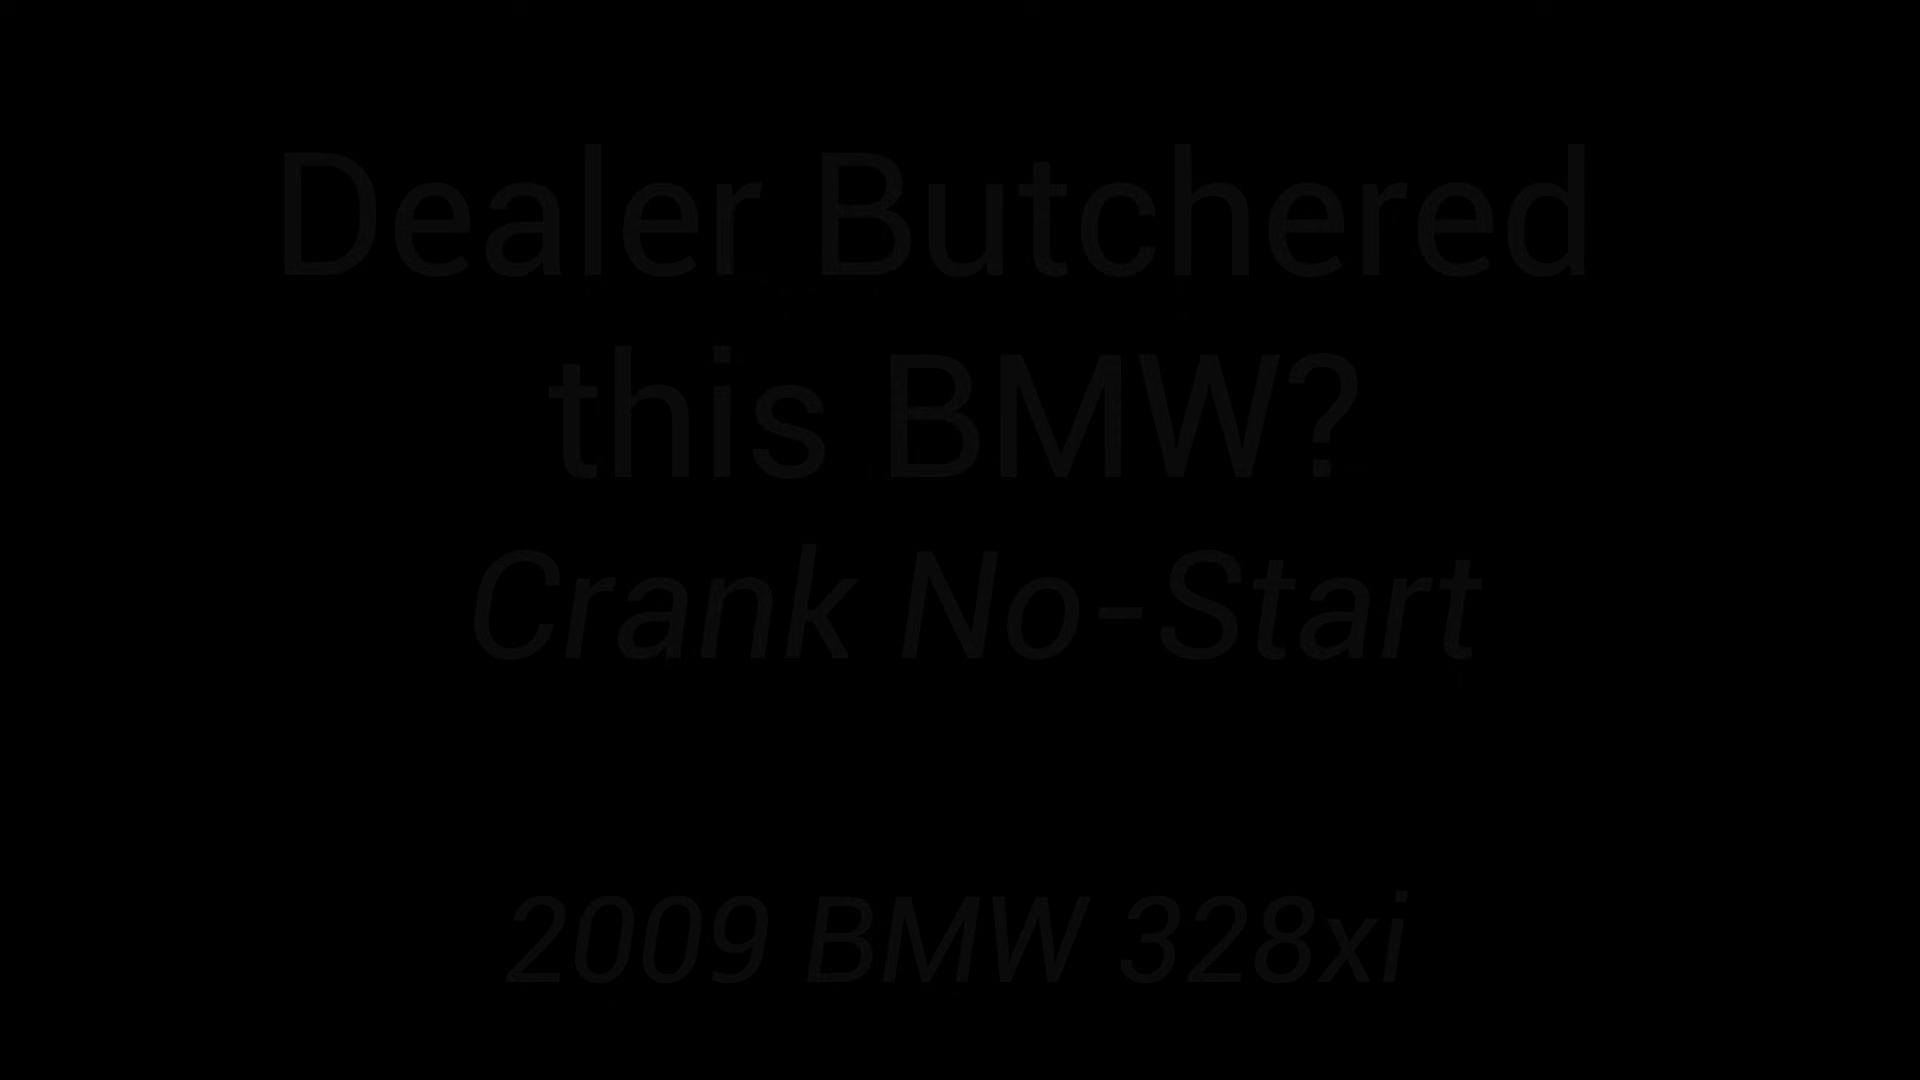 Dealer Butchered
this BMW?
Crank No-Start
2009 BMW 328xi